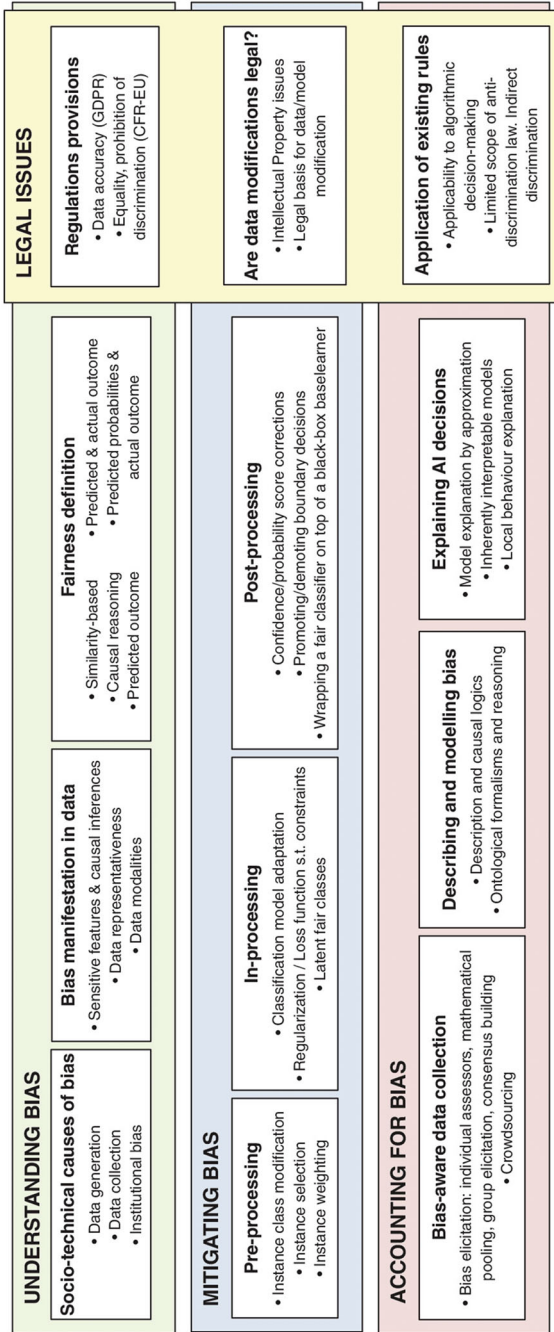 UNDERSTANDING BIAS
Socio-technical causes of bias
• Data generation
• Data collection
• Institutional bias
Bias manifestation in data
• Sensitive features & causal inferences
• Data representativeness
• Data modalities
Fairness definition
• Similarity-based
• Causal reasoning
• Predicted outcome
• Predicted & actual outcome
• Predicted probabilities &
actual outcome
MITIGATING BIAS
Pre-processing
• Instance class modification
• Instance selection
• Instance weighting
In-processing
• Classification model adaptation
• Regularization / Loss function s.t. constraints
• Latent fair classes
Post-processing
• Confidence/probability score corrections
• Promoting/demoting boundary decisions
• Wrapping a fair classifier on top of a black-box baselearner
ACCOUNTING FOR BIAS
Bias-aware data collection
• Bias elicitation: individual assessors, mathematical
pooling, group elicitation, consensus building
• Crowdsourcing
Describing and modelling bias
• Description and causal logics
• Ontological formalisms and reasoning
Explaining AI decisions
• Model explanation by approximation
• Inherently interpretable models
• Local behaviour explanation
LEGAL ISSUES
Regulations provisions
• Data accuracy (GDPR)
• Equality, prohibition of
discrimination (CFR-EU)
Are data modifications legal?
• Intellectual Property issues
• Legal basis for data/model
modification
Application of existing rules
• Applicability to algorithmic
decision-making
• Limited scope of anti-
discrimination law. Indirect
discrimination